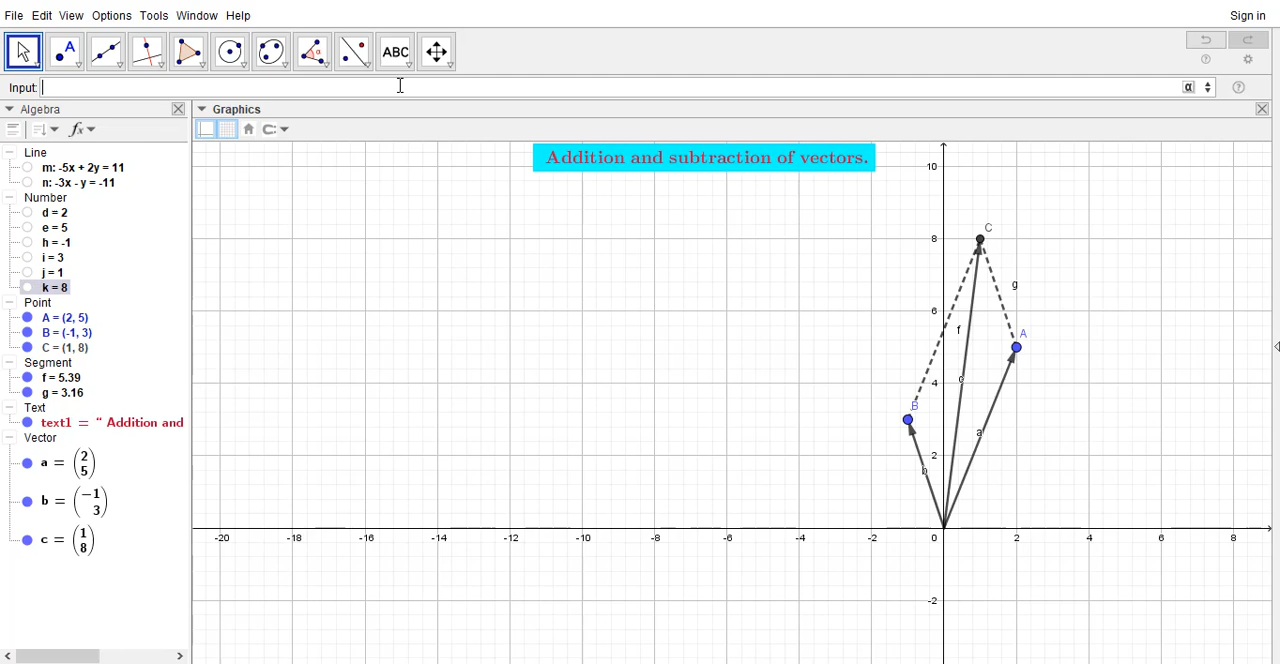 File Edit View Options Tools Window Help Sign in
A α ABC
Input: α
Algebra Graphics
fx
Line
m: -5x + 2y = 11
n: -3x - y = -11
Number
d = 2
e = 5
h = -1
i = 3
j = 1
k = 8
Point
A = (2, 5)
B = (-1, 3)
C = (1, 8)
Segment
f = 5.39
g = 3.16
Text
text1 = “ Addition and
Vector
a = (2 5)
b = (−1 3)
c = (1 8)
Addition and subtraction of vectors.
10
C
8
g
6
f
A
4
c
B
a
2
b
-20 -18 -16 -14 -12 -10 -8 -6 -4 -2 0 2 4 6 8
-2